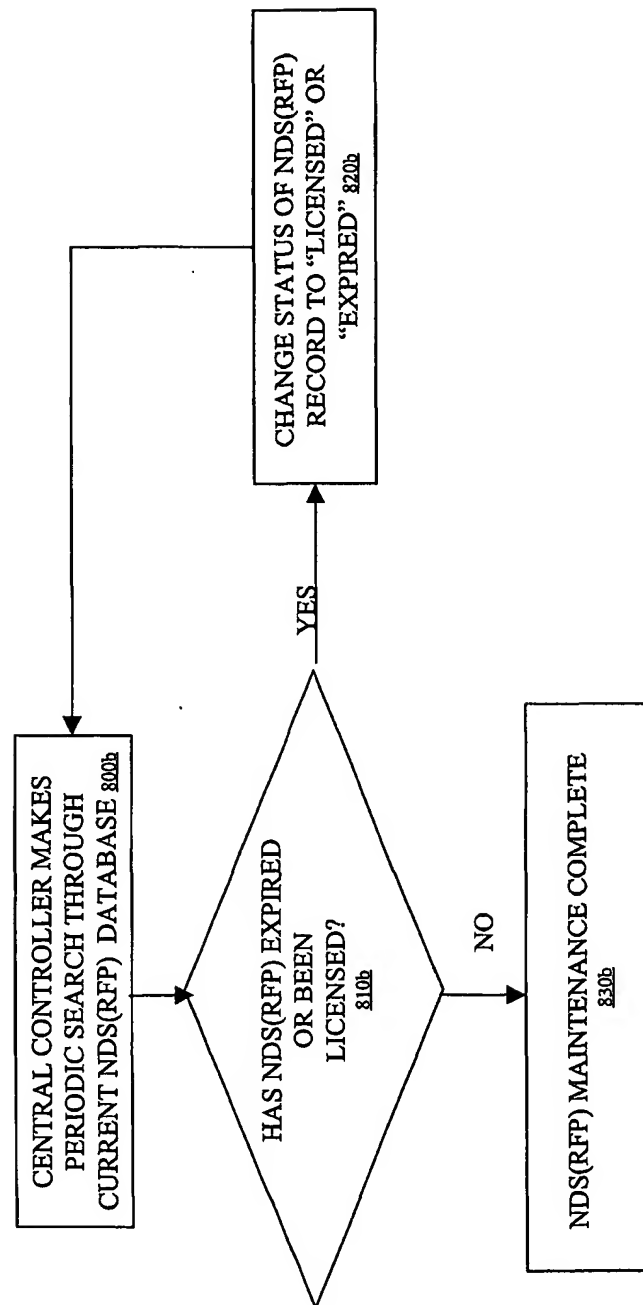 CENTRAL CONTROLLER MAKES
PERIODIC SEARCH THROUGH
CURRENT NDS(RFP) DATABASE 800b
HAS NDS(RFP) EXPIRED
OR BEEN
LICENSED?
810b
YES
CHANGE STATUS OF NDS(RFP)
RECORD TO “LICENSED” OR
“EXPIRED” 820b
NO
NDS(RFP) MAINTENANCE COMPLETE
830b